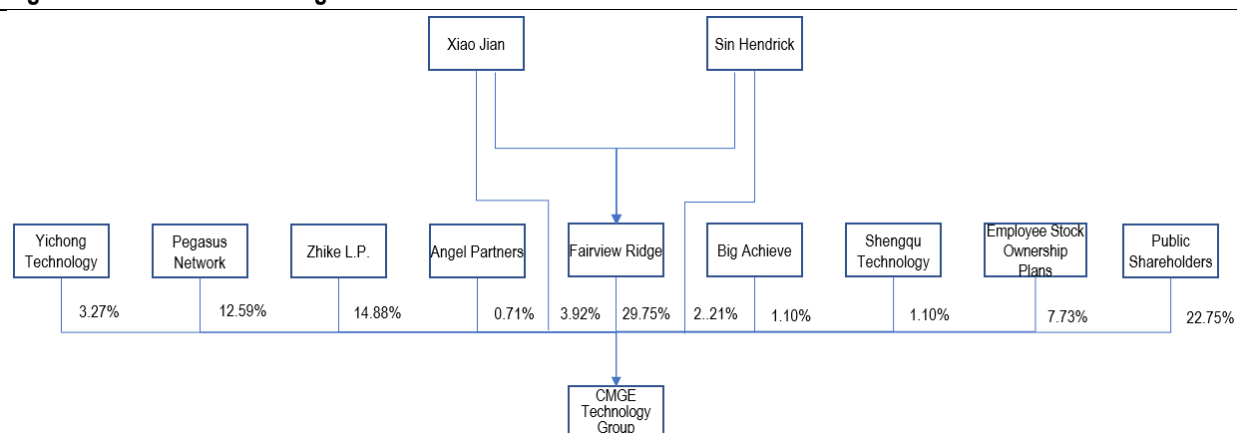 Xiao Jian
Sin Hendrick
Yichong
Technology
Pegasus
Network
Zhike L.P.
Angel Partners
Fairview Ridge
Big Achieve
Shengqu
Technology
Employee Stock
Ownership
Plans
Public
Shareholders
3.27%
12.59%
14.88%
0.71%
3.92%
29.75%
2..21%
1.10%
1.10%
7.73%
22.75%
CMGE
Technology
Group